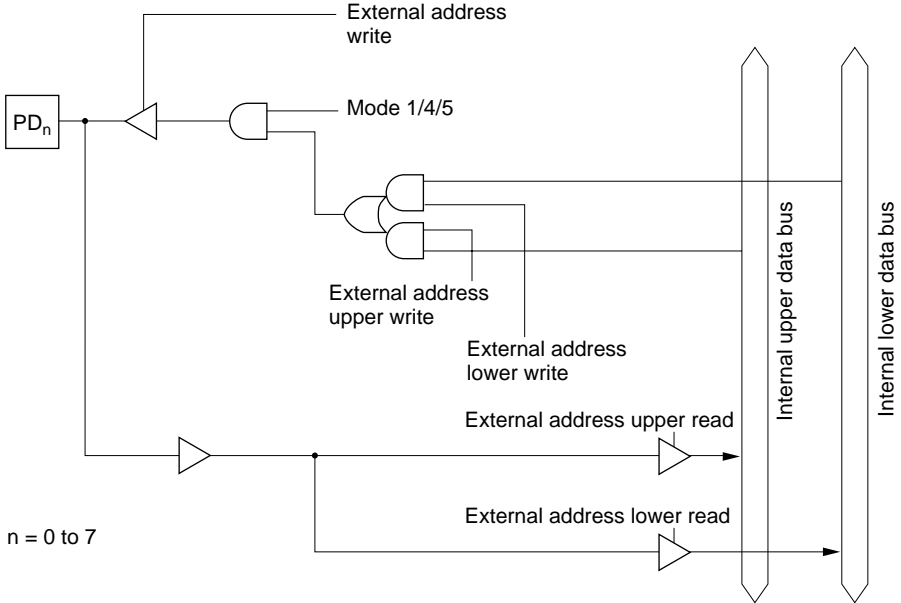 External address
write
PDn
Mode 1/4/5
External address
upper write
External address
lower write
Internal upper data bus
Internal lower data bus
External address upper read
External address lower read
n = 0 to 7